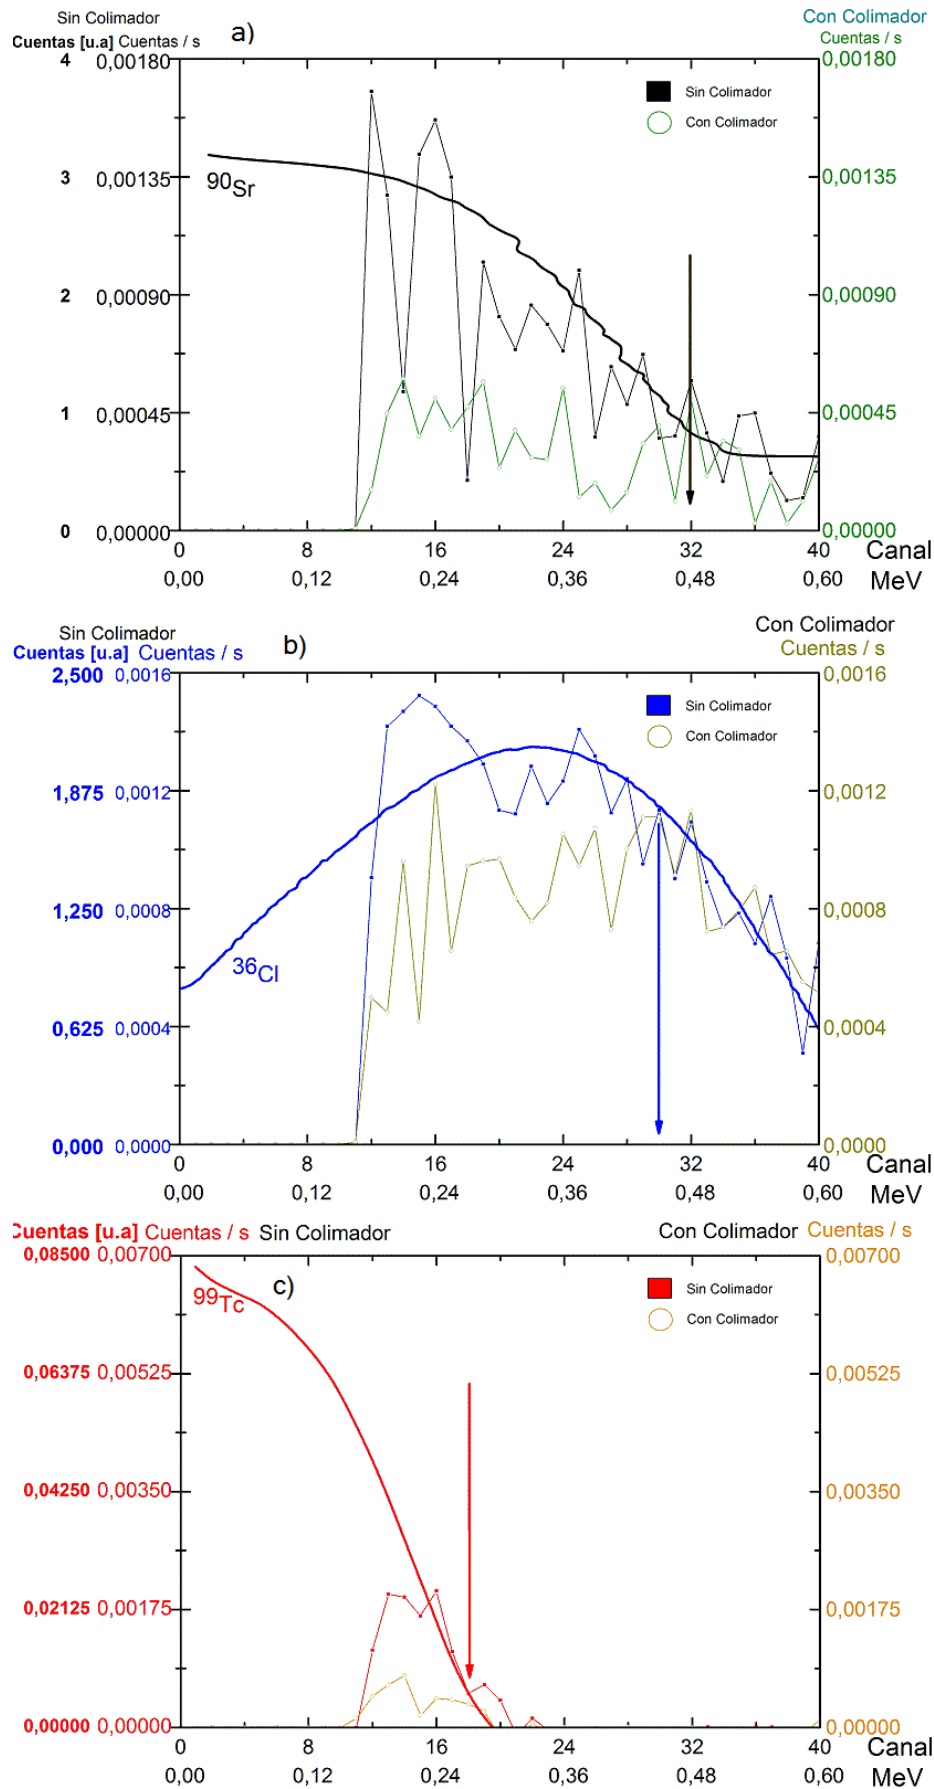 Sin Colimador
a)
Con Colimador
Cuentas [u.a] Cuentas / s
Cuentas / s
4 0,00180
0,00180
Sin Colimador
Con Colimador
3 0,00135
0,00135
90Sr
2 0,00090
0,00090
1 0,00045
0,00045
0 0,00000
0,00000
0 8 16 24 32 40 Canal
0,00 0,12 0,24 0,36 0,48 0,60 MeV
Sin Colimador
b)
Con Colimador
Cuentas [u.a] Cuentas / s
Cuentas / s
2,500 0,0016
0,0016
Sin Colimador
Con Colimador
1,875 0,0012
0,0012
1,250 0,0008
0,0008
36Cl
0,625 0,0004
0,0004
0,000 0,0000
0,0000
0 8 16 24 32 40 Canal
0,00 0,12 0,24 0,36 0,48 0,60 MeV
Cuentas [u.a] Cuentas / s Sin Colimador
Con Colimador Cuentas / s
0,08500 0,00700
0,00700
c)
99Tc
Sin Colimador
Con Colimador
0,06375 0,00525
0,00525
0,04250 0,00350
0,00350
0,02125 0,00175
0,00175
0,00000 0,00000
0,00000
0 8 16 24 32 40 Canal
0,00 0,12 0,24 0,36 0,48 0,60 MeV